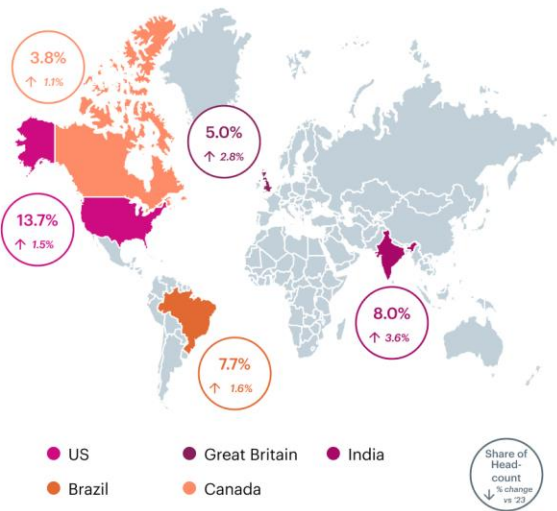 3.8%
↑ 1.1%
5.0%
↑ 2.8%
13.7%
↑ 1.5%
8.0%
↑ 3.6%
7.7%
↑ 1.6%
US
Great Britain
India
Brazil
Canada
Share of
Head-
count
↓ % change
vs '23